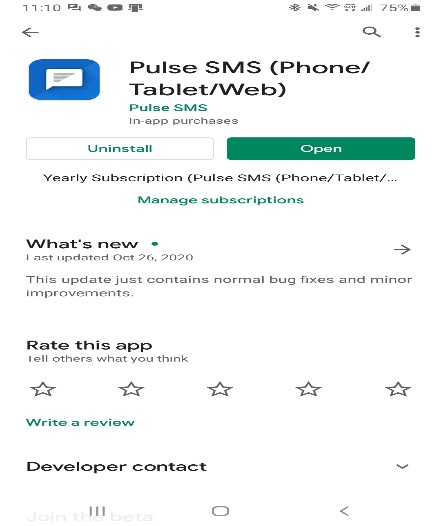 11:10 75%
Pulse SMS (Phone/
Tablet/Web)
Pulse SMS
In-app purchases
Uninstall Open
Yearly Subscription (Pulse SMS (Phone/Tablet/...
Manage subscriptions
What's new
Last updated Oct 26, 2020
This update just contains normal bug fixes and minor
improvements.
Rate this app
Tell others what you think
Write a review
Developer contact
Join the beta